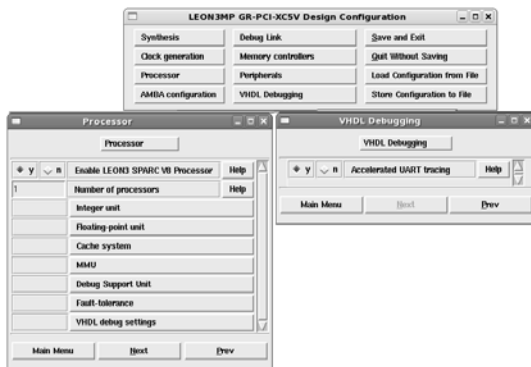 LEON3MP GR-PCI-XC5V Design Configuration
Synthesis Debug Link Save and Exit
Clock generation Memory controllers Quit Without Saving
Processor Peripherals Load Configuration from File
AMBA configuration VHDL Debugging Store Configuration to File
Processor
Processor
y n Enable LEON3 SPARC V8 Processor Help
1 Number of processors Help
Integer unit
Floating-point unit
Cache system
MMU
Debug Support Unit
Fault-tolerance
VHDL debug settings
Main Menu Next Prev
VHDL Debugging
VHDL Debugging
y n Accelerated UART tracing Help
Main Menu Next Prev